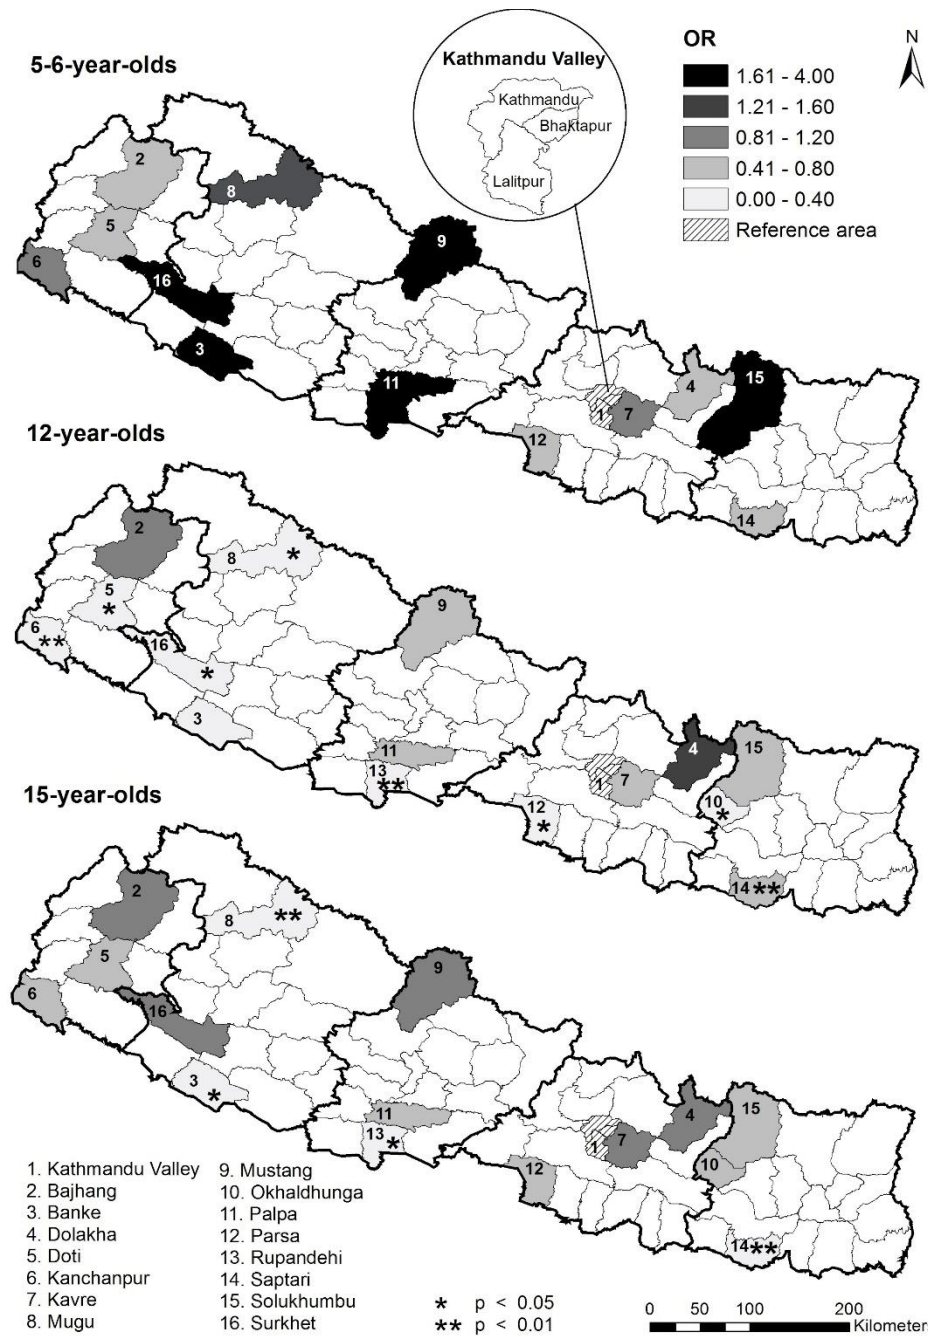 5-6-year-olds
2
8
5
6
16
3
9
11
12
1
7
4
15
14
Kathmandu Valley
Kathmandu
Bhaktapur
Lalitpur
OR
1.61 - 4.00
1.21 - 1.60
0.81 - 1.20
0.41 - 0.80
0.00 - 0.40
Reference area
N
12-year-olds
2
8 *
5 *
6 **
16 *
3
9
11
13 **
12 *
1
7
4
15
10 *
14 **
15-year-olds
2
8 **
5
6
16
3 *
9
11
13 *
12
1
7
4
15
10
14 **
1. Kathmandu Valley
2. Bajhang
3. Banke
4. Dolakha
5. Doti
6. Kanchanpur
7. Kavre
8. Mugu
9. Mustang
10. Okhaldhunga
11. Palpa
12. Parsa
13. Rupandehi
14. Saptari
15. Solukhumbu
16. Surkhet
* p < 0.05
** p < 0.01
0 50 100 200
Kilometers